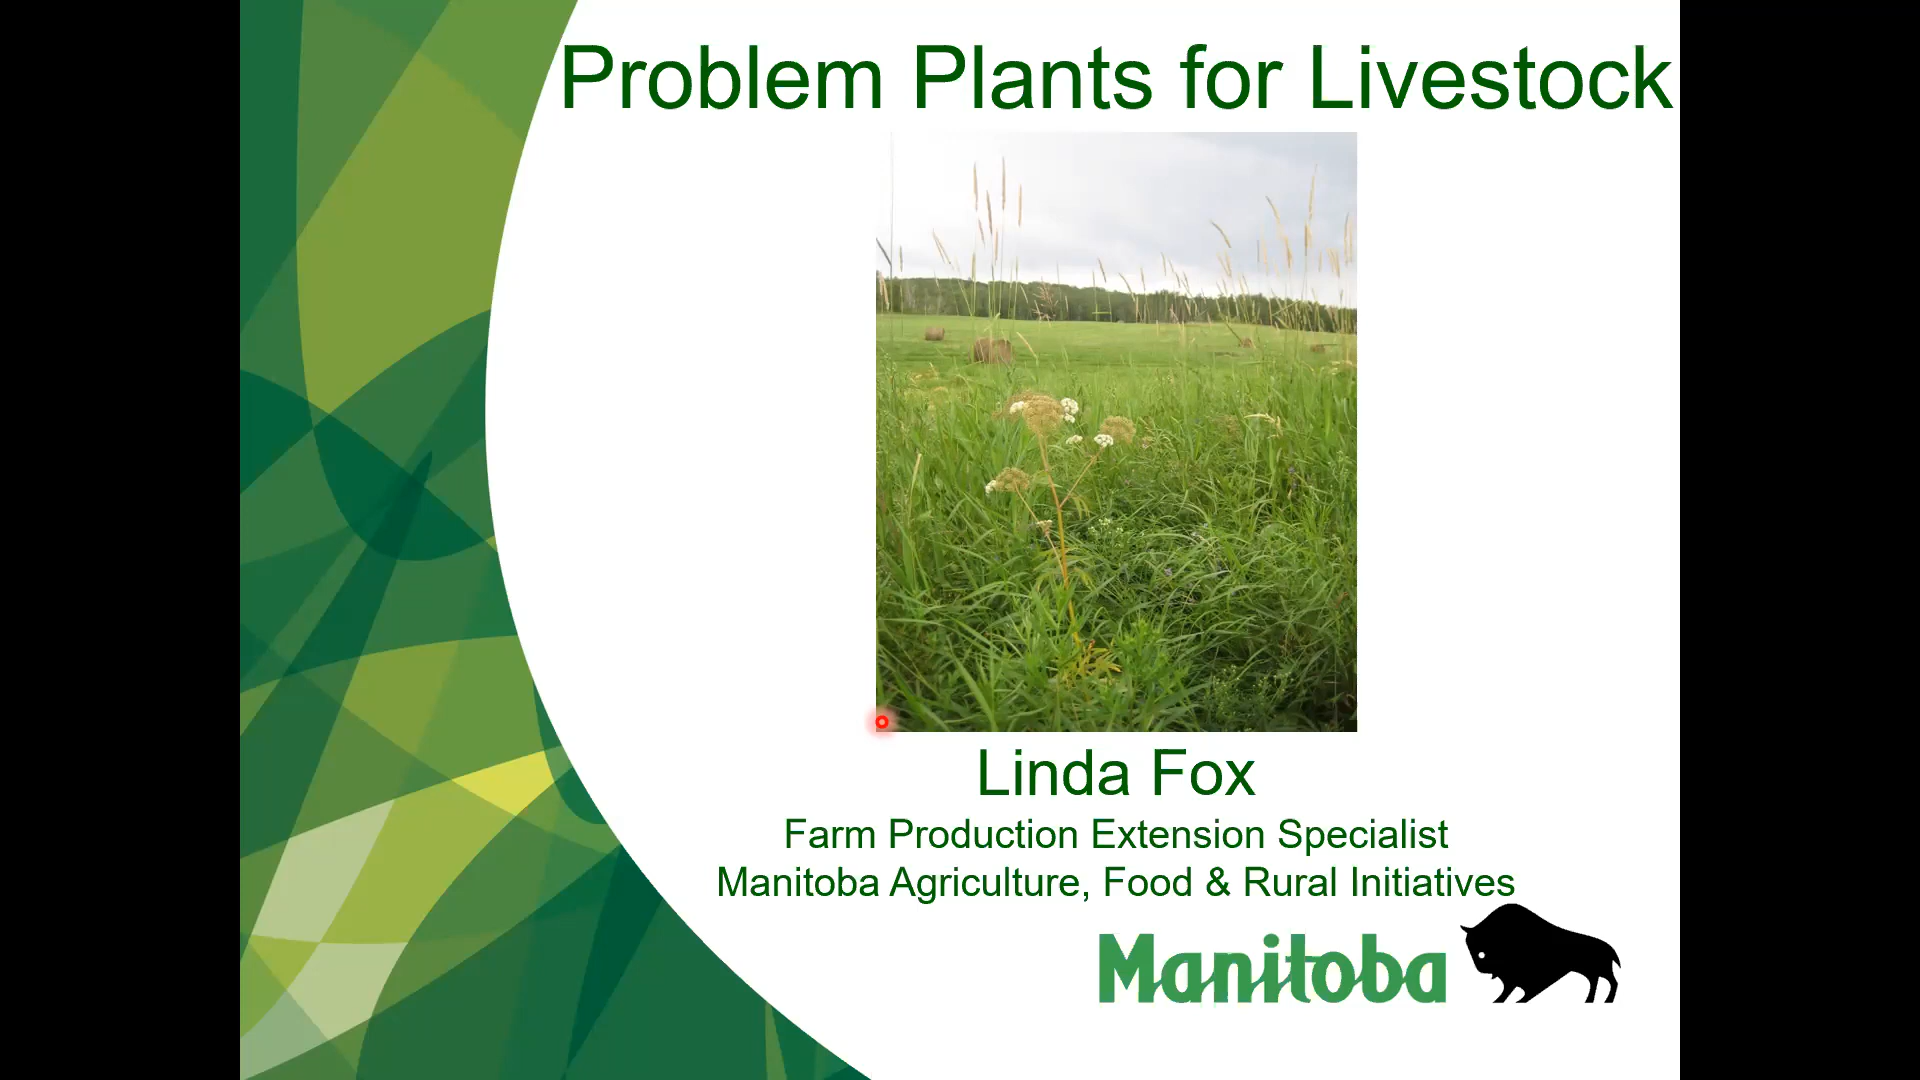 Problem Plants for Livestock
Linda Fox
Farm Production Extension Specialist
Manitoba Agriculture, Food & Rural Initiatives
Manitoba